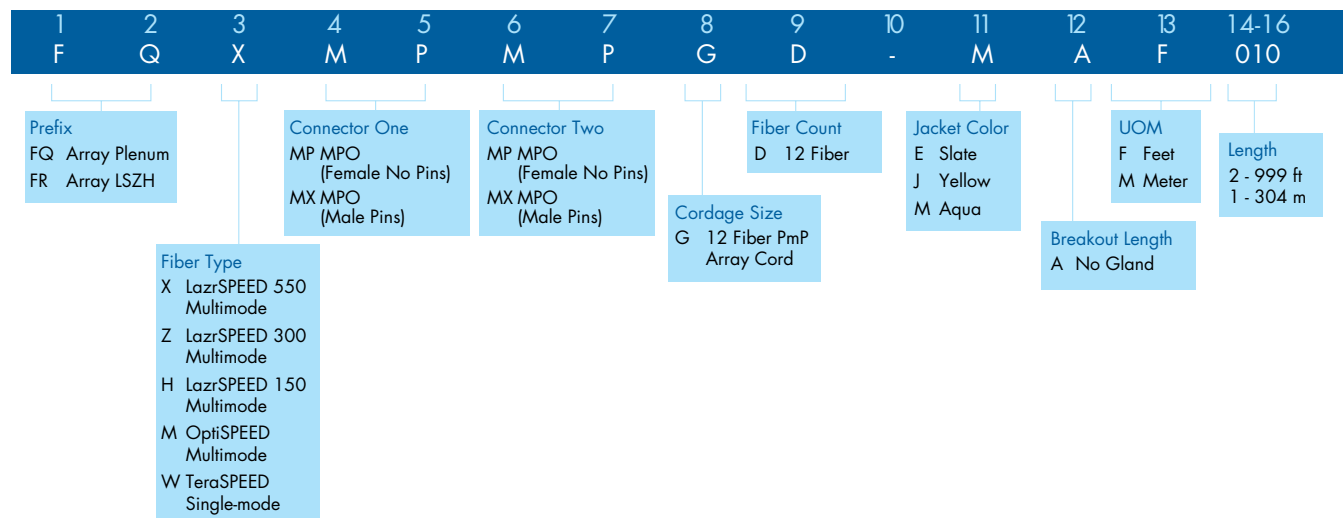 1 2 3 4 5 6 7 8 9 10 11 12 13 14-16
F Q X M P M P G D - M A F 010
Prefix
FQ Array Plenum
FR Array LSZH
Fiber Type
X LazrSPEED 550
Multimode
Z LazrSPEED 300
Multimode
H LazrSPEED 150
Multimode
M OptiSPEED
Multimode
W TeraSPEED
Single-mode
Connector One
MP MPO
(Female No Pins)
MX MPO
(Male Pins)
Connector Two
MP MPO
(Female No Pins)
MX MPO
(Male Pins)
Cordage Size
G 12 Fiber PmP
Array Cord
Fiber Count
D 12 Fiber
Jacket Color
E Slate
J Yellow
M Aqua
Breakout Length
A No Gland
UOM
F Feet
M Meter
Length
2 - 999 ft
1 - 304 m